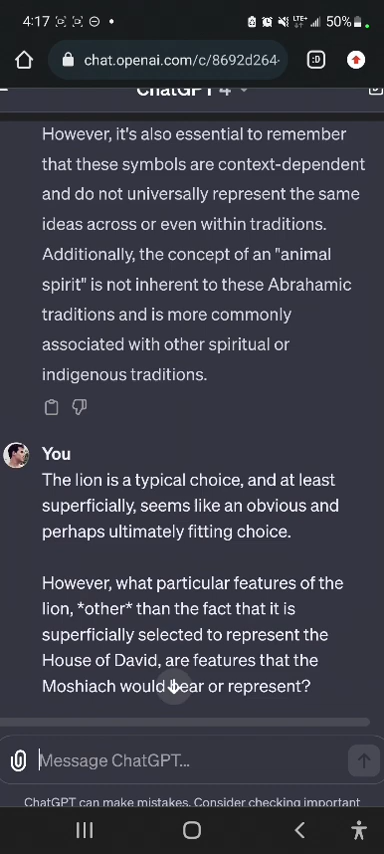 4:17
LTE+
50%
chat.openai.com/c/8692d264-
:D
ChatGPT 4
However, it's also essential to remember
that these symbols are context-dependent
and do not universally represent the same
ideas across or even within traditions.
Additionally, the concept of an "animal
spirit" is not inherent to these Abrahamic
traditions and is more commonly
associated with other spiritual or
indigenous traditions.
You
The lion is a typical choice, and at least
superficially, seems like an obvious and
perhaps ultimately fitting choice.
However, what particular features of the
lion, *other* than the fact that it is
superficially selected to represent the
House of David, are features that the
Moshiach would bear or represent?
Message ChatGPT...
ChatGPT can make mistakes. Consider checking important